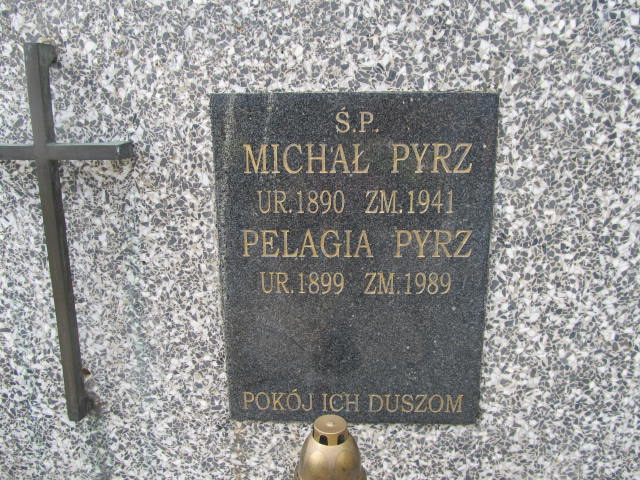 Ś.P.
MICHAŁ PYRZ
UR.1890 ZM.1941
PELAGIA PYRZ
UR.1899 ZM.1989
POKÓJ ICH DUSZOM